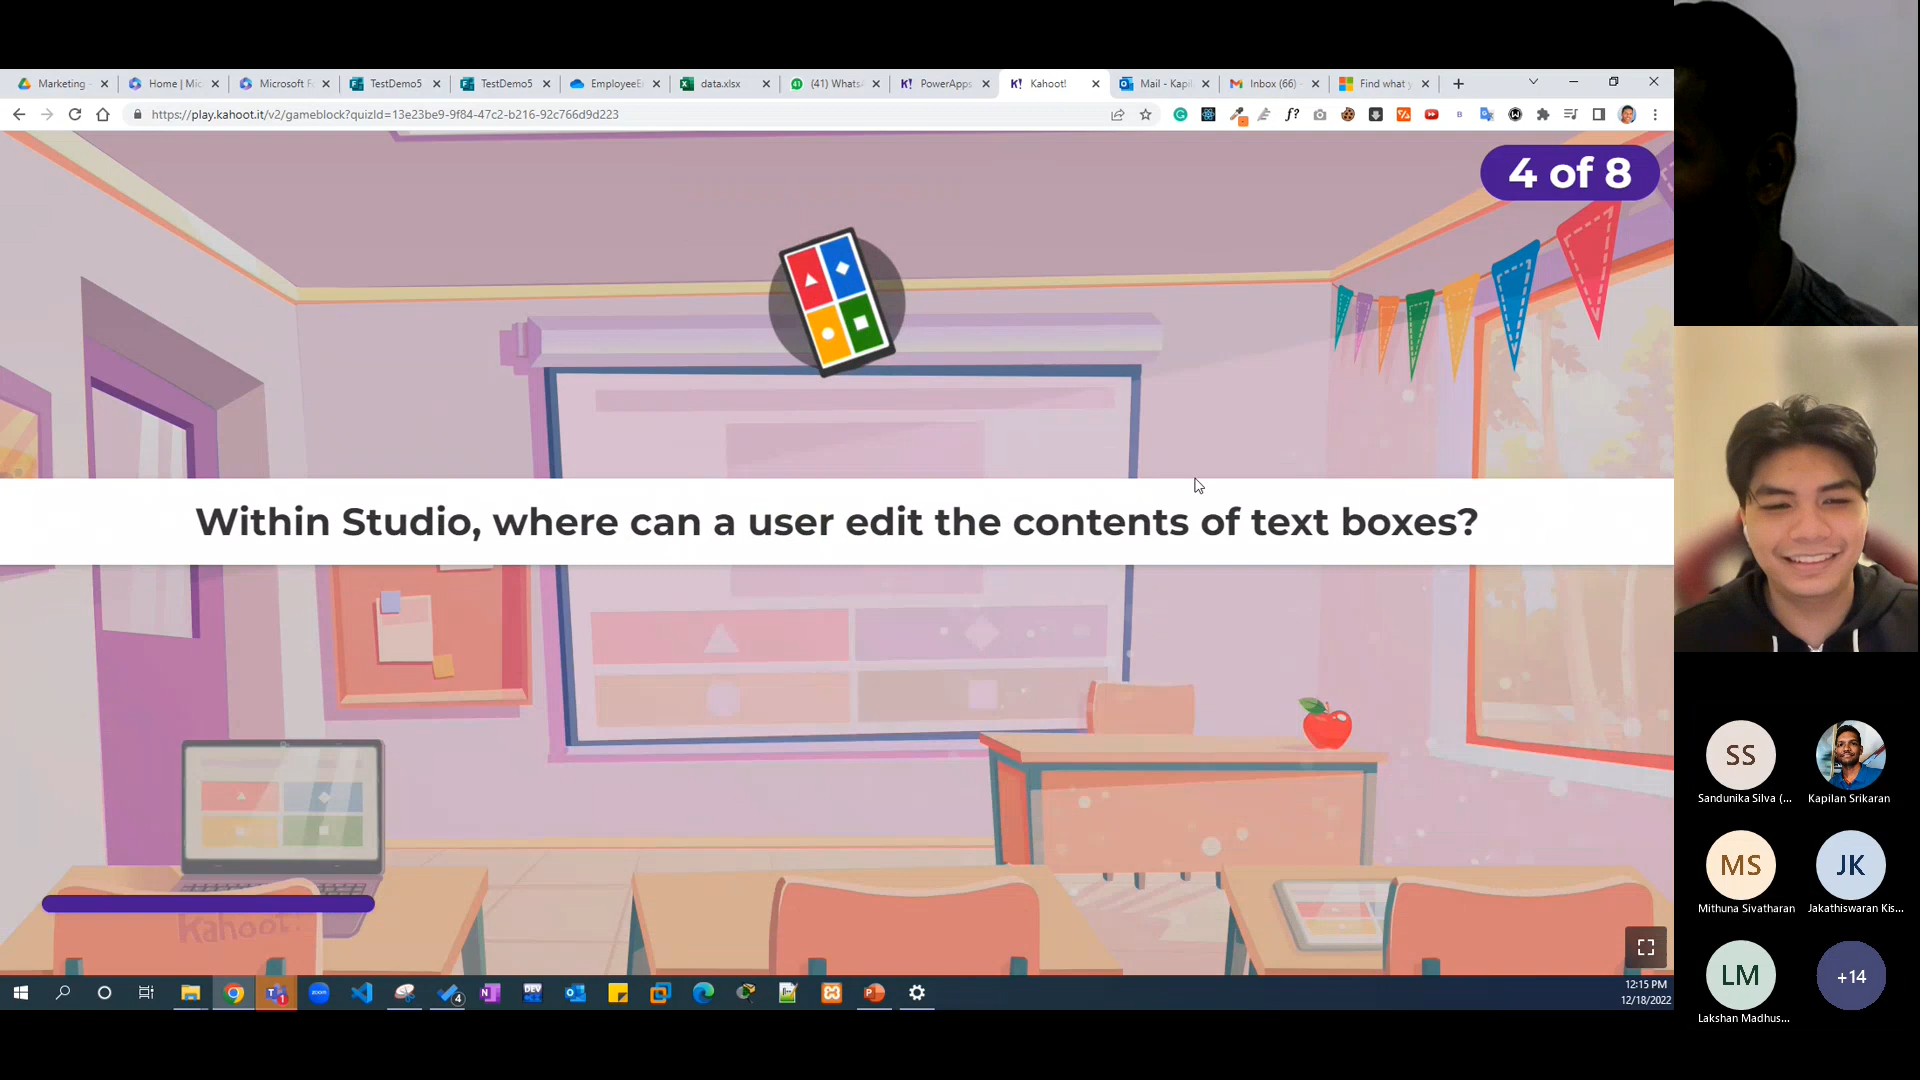 Marketing -
Home | Mic
Microsoft Fo
TestDemo5
TestDemo5
EmployeeE
data.xlsx
(41) Whats
PowerApps
Kahoot!
Mail - Kapil
Inbox (66) -
Find what y
https://play.kahoot.it/v2/gameblock?quizId=13e23be9-9f84-47c2-b216-92c766d9d223
4 of 8
Within Studio, where can a user edit the contents of text boxes?
Kahoot!
12:15 PM
12/18/2022
SS
Sandunika Silva (...
Kapilan Srikaran
MS
Mithuna Sivatharan
JK
Jakathiswaran Kis...
LM
Lakshan Madhus...
+14